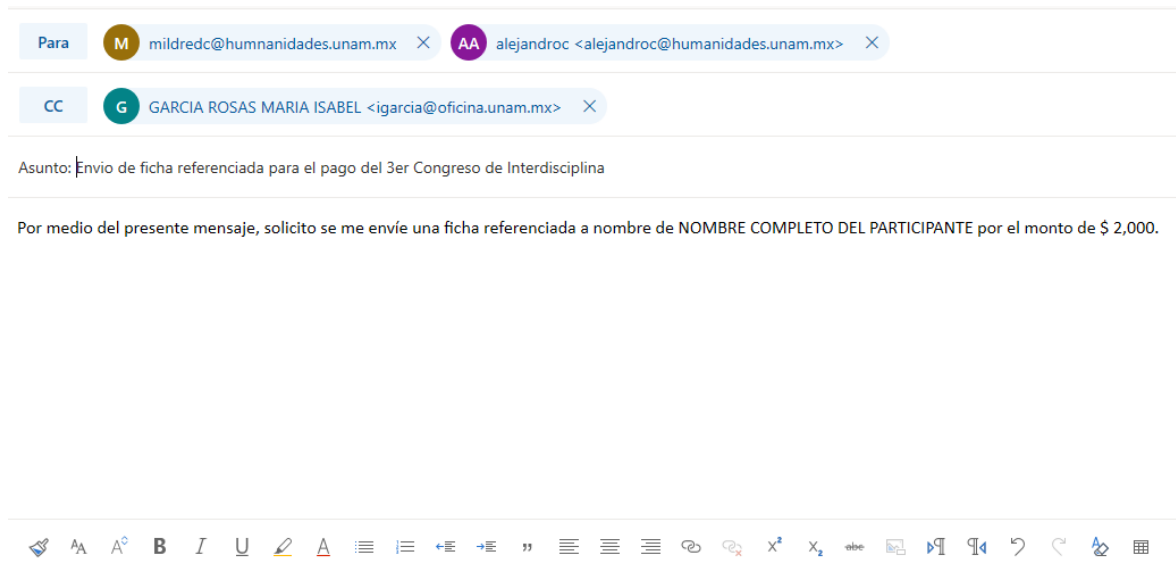 Para M mildredc@humnanidades.unam.mx AA alejandroc <alejandroc@humanidades.unam.mx>
CC G GARCIA ROSAS MARIA ISABEL <igarcia@oficina.unam.mx>
Asunto: Envio de ficha referenciada para el pago del 3er Congreso de Interdisciplina
Por medio del presente mensaje, solicito se me envíe una ficha referenciada a nombre de NOMBRE COMPLETO DEL PARTICIPANTE por el monto de $ 2,000.